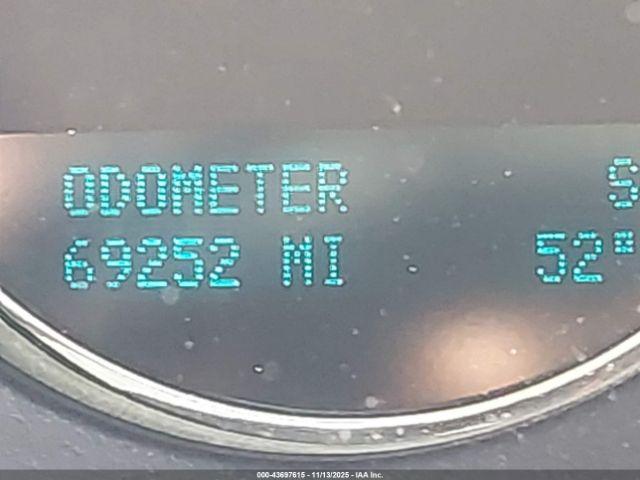 ODOMETER S
69252 MI 52°
000-43697615 - 11/13/2025 - IAA Inc.